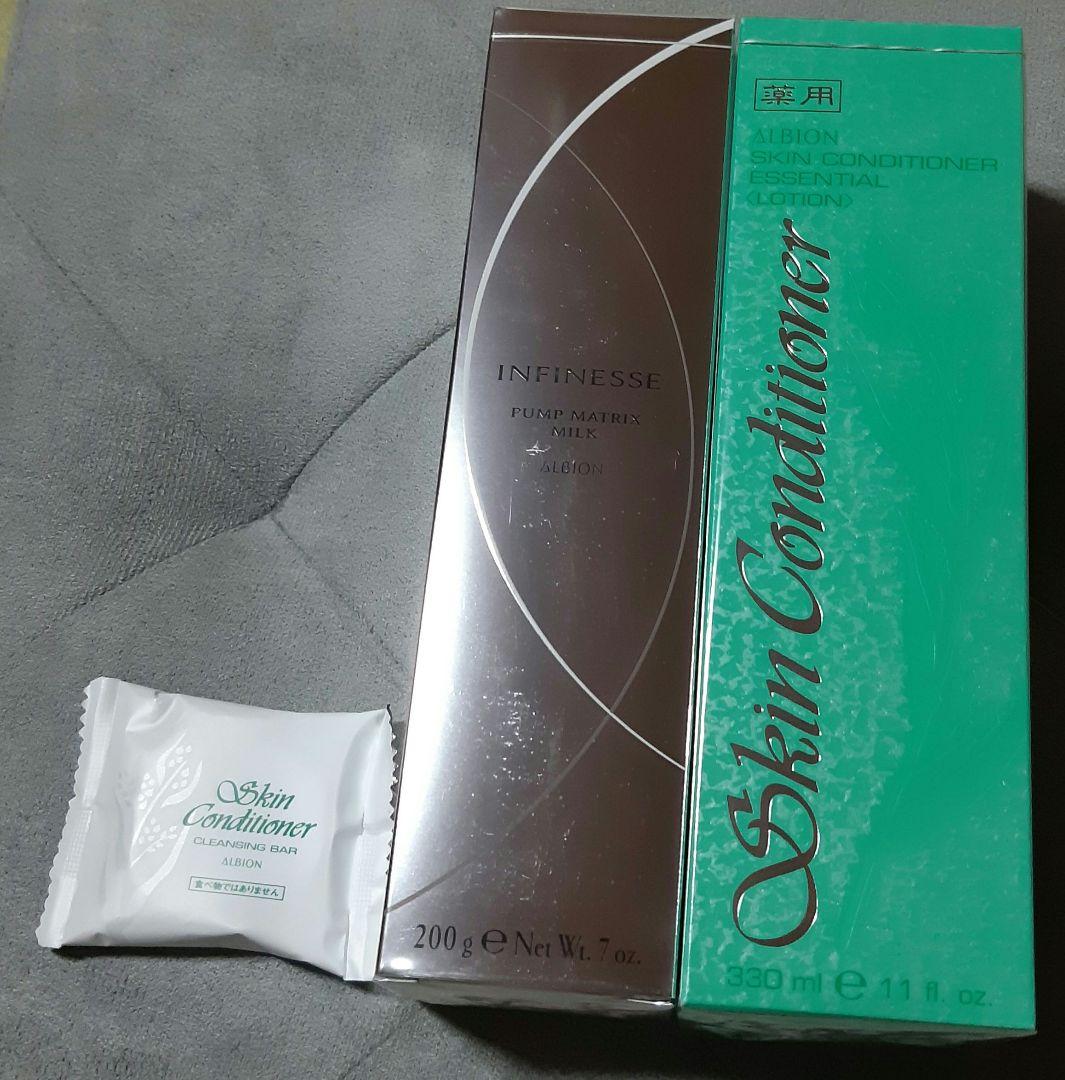 INFINESSE
PUMP MATRIX
MILK
ALBION
200 g e Net Wt. 7 oz.
薬用
ALBION
SKIN CONDITIONER
ESSENTIAL
〈LOTION〉
Skin Conditioner
330 ml e 11 fl. oz.
Skin
Conditioner
CLEANSING BAR
ALBION
食べ物ではありません